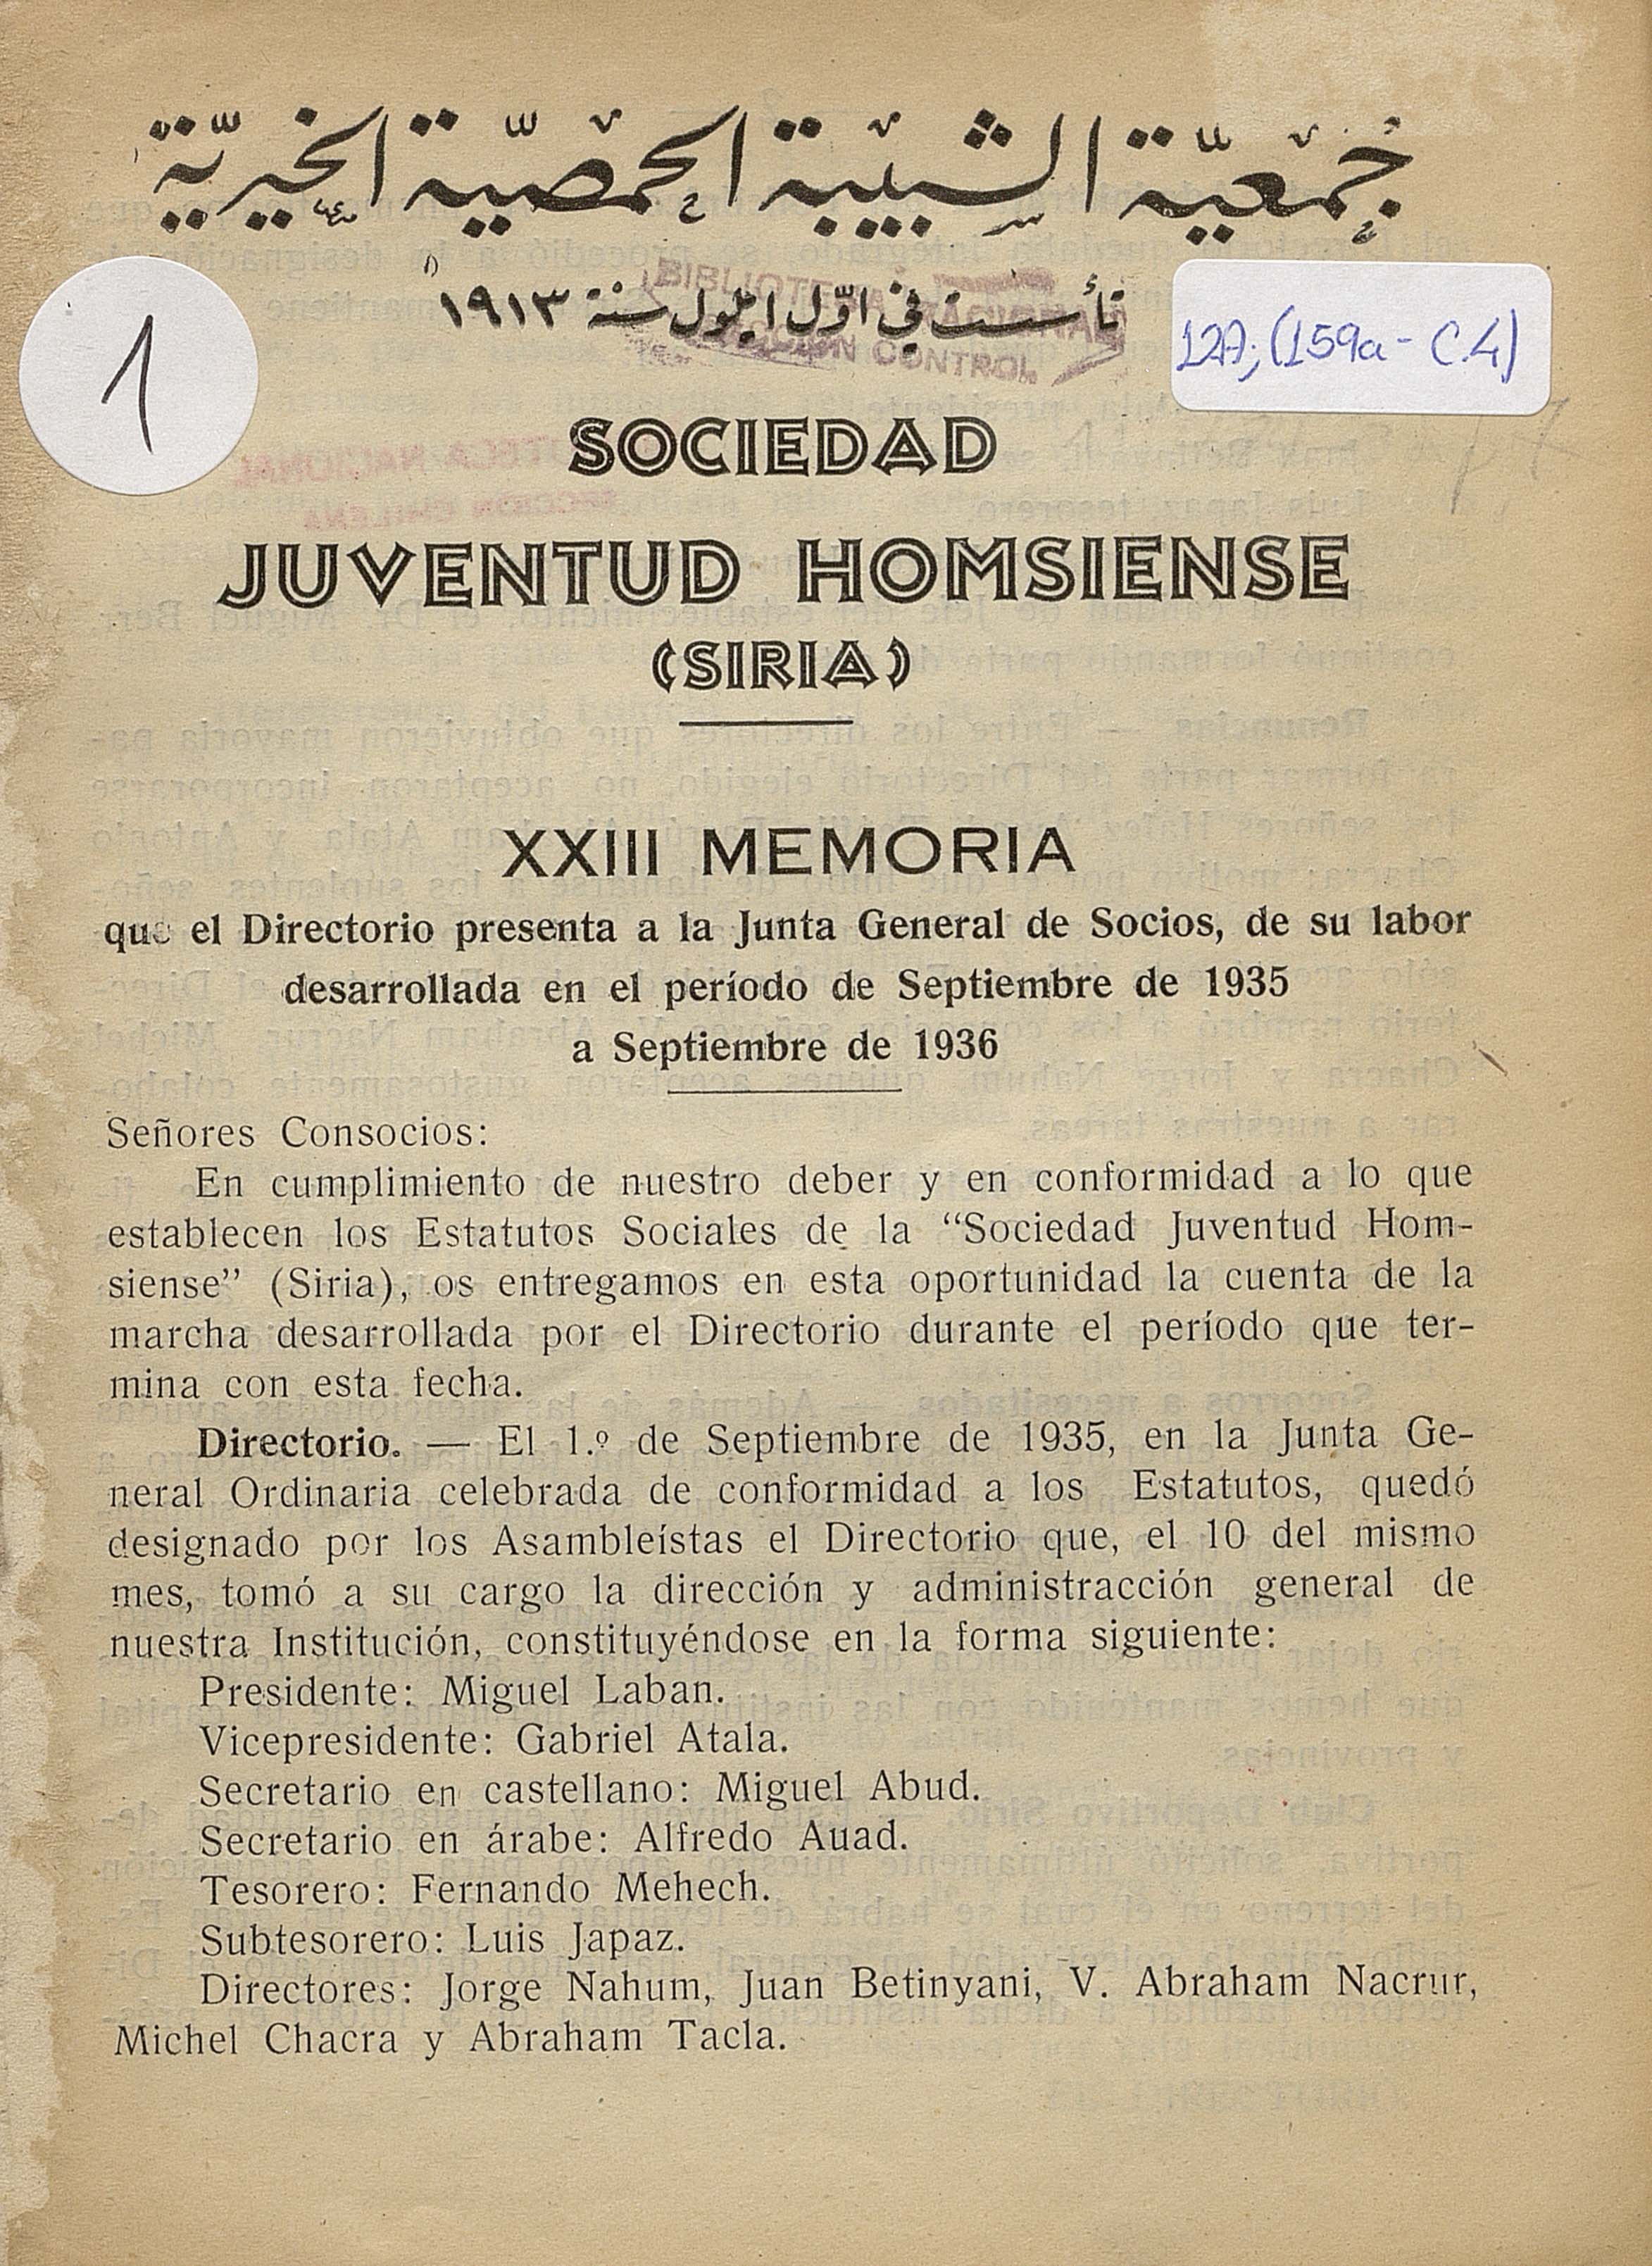 جمعيّة الشبيبة الحمصيّة الخيريّة
تأسست في اوّل ايلول سنة ١٩١٣
BIBLIOTECA NACIONAL
CONTROL
1
12A; (159a - C.4)
SOCIEDAD
JUVENTUD HOMSIENSE
(SIRIA)
XXIII MEMORIA
que el Directorio presenta a la Junta General de Socios, de su labor
desarrollada en el período de Septiembre de 1935
a Septiembre de 1936
Señores Consocios:
En cumplimiento de nuestro deber y en conformidad a lo que
establecen los Estatutos Sociales de la “Sociedad Juventud Hom-
siense” (Siria), os entregamos en esta oportunidad la cuenta de la
marcha desarrollada por el Directorio durante el período que ter-
mina con esta fecha.
Directorio. — El 1.º de Septiembre de 1935, en la Junta Ge-
neral Ordinaria celebrada de conformidad a los Estatutos, quedó
designado por los Asambleístas el Directorio que, el 10 del mismo
mes, tomó a su cargo la dirección y administracción general de
nuestra Institución, constituyéndose en la forma siguiente:
Presidente: Miguel Laban.
Vicepresidente: Gabriel Atala.
Secretario en castellano: Miguel Abud.
Secretario en árabe: Alfredo Auad.
Tesorero: Fernando Mehech.
Subtesorero: Luis Japaz.
Directores: Jorge Nahum, Juan Betinyani, V. Abraham Nacrur,
Michel Chacra y Abraham Tacla.